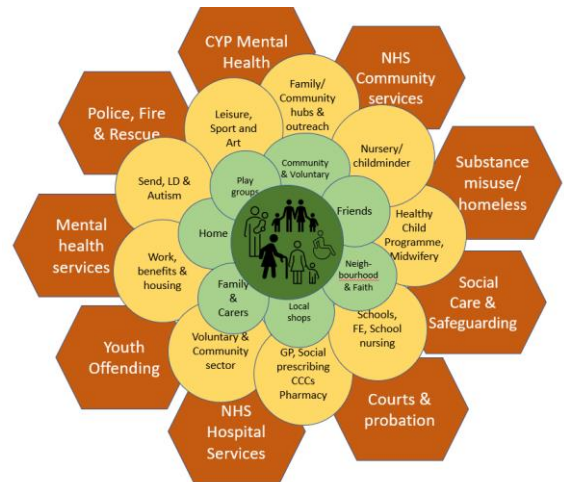 CYP Mental
Health
NHS
Community
services
Police, Fire
& Rescue
Substance
misuse/
homeless
Mental
health
services
Social
Care &
Safeguarding
Youth
Offending
Courts &
probation
NHS
Hospital
Services
Family/
Community
hubs &
outreach
Leisure,
Sport and
Art
Nursery/
childminder
Send, LD &
Autism
Healthy
Child
Programme,
Midwifery
Work,
benefits &
housing
Schools,
FE, School
nursing
Voluntary &
Community
sector
GP, Social
prescribing
CCCs
Pharmacy
Community
& Voluntary
Play
groups
Friends
Home
Neigh-
bourhood
& Faith
Family
&
Carers
Local
shops